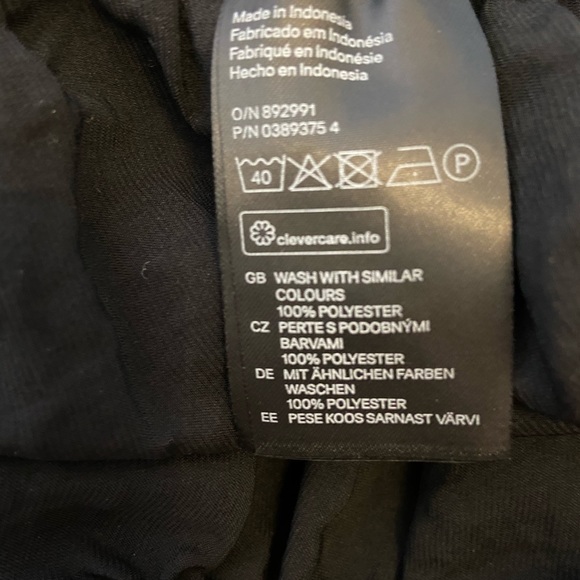 Made in Indonesia
Fabricado em Indonésia
Fabriqué en Indonésie
Hecho en Indonesia
O/N 892991
P/N 0389375 4
40 P
clevercare.info
GB WASH WITH SIMILAR
COLOURS
100% POLYESTER
CZ PERTE S PODOBNÝMI
BARVAMI
100% POLYESTER
DE MIT ÄHNLICHEN FARBEN
WASCHEN
100% POLYESTER
EE PESE KOOS SARNAST VÄRVI